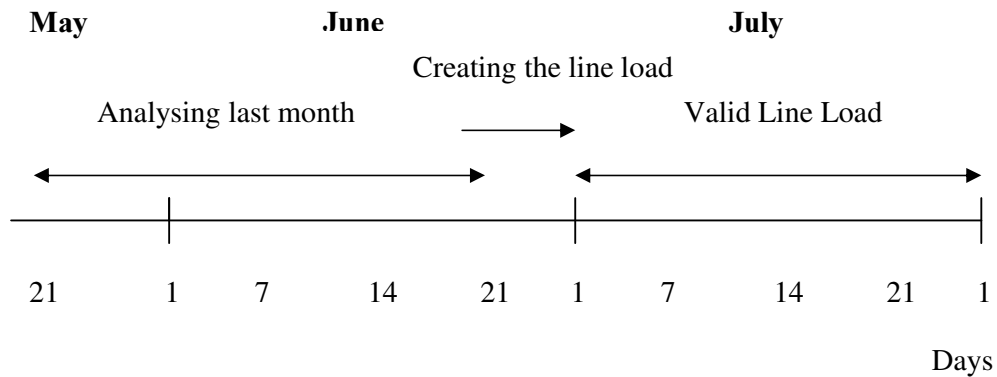 May June July
Creating the line load
Analysing last month Valid Line Load
21 1 7 14 21 1 7 14 21 1
Days